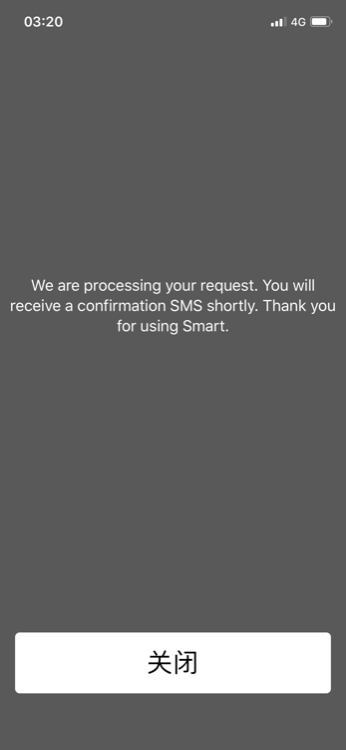 03:20
4G
We are processing your request. You will
receive a confirmation SMS shortly. Thank you
for using Smart.
关闭